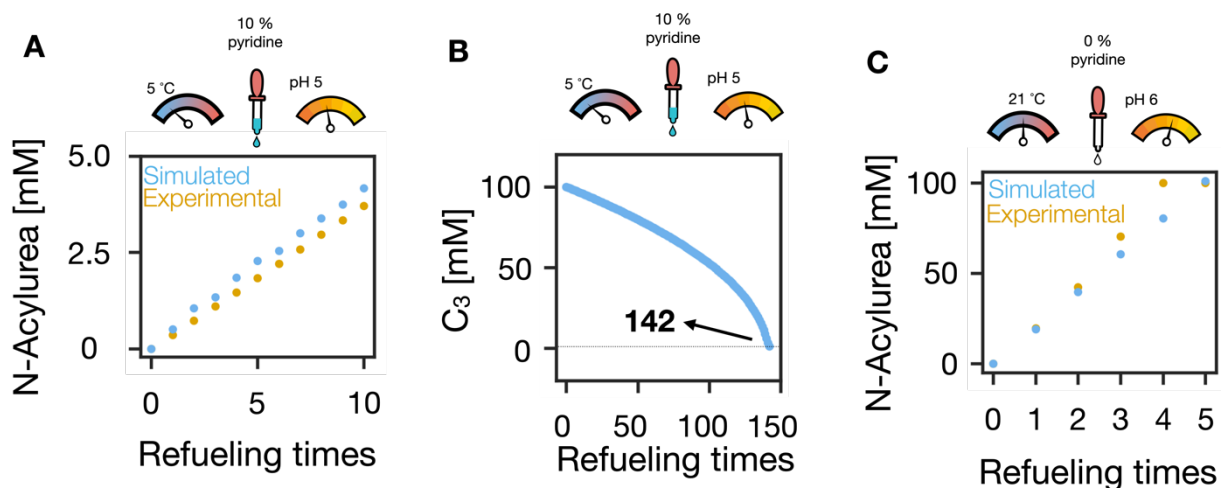 A
10 %
pyridine
5 °C
pH 5
N-Acylurea [mM]
5.0
2.5
0
Simulated
Experimental
0 5 10
Refueling times
B
10 %
pyridine
5 °C
pH 5
C₃ [mM]
100
50
0
142
0 50 100 150
Refueling times
C
0 %
pyridine
21 °C
pH 6
N-Acylurea [mM]
100
50
0
Simulated
Experimental
0 1 2 3 4 5
Refueling times